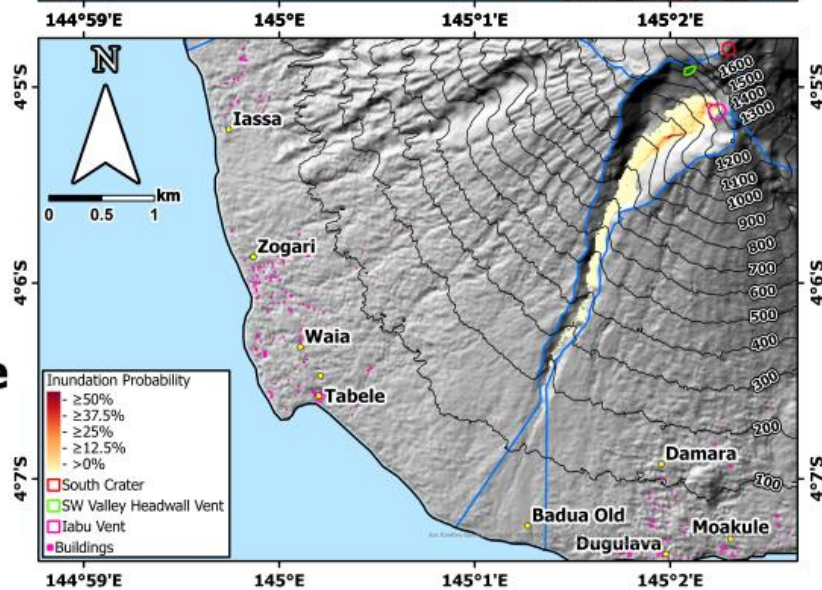 144°59'E 145°E 145°1'E 145°2'E
4°5'S 4°5'S
N
km
0 0.5 1
Iassa
1600
1500
1400
1300
1200
1100
1000
900
800
700
600
500
400
300
200
100
Zogari
4°6'S 4°6'S
Waia
Tabele
e
Inundation Probability
- ≥50%
- ≥37.5%
- ≥25%
- ≥12.5%
- >0%
South Crater
SW Valley Headwall Vent
Iabu Vent
Buildings
Damara
4°7'S 4°7'S
Badua Old
Moakule
Dugulava
144°59'E 145°E 145°1'E 145°2'E